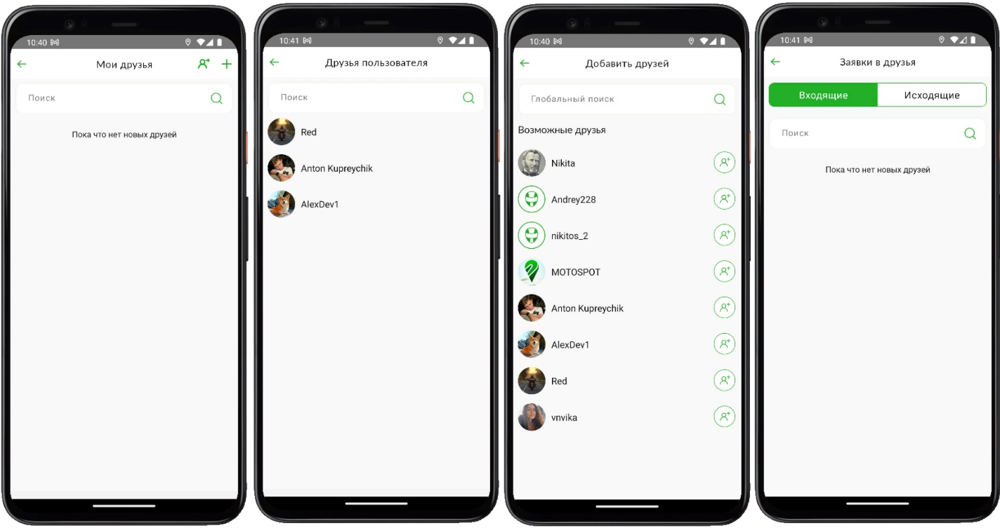 10:40
Мои друзья
Поиск
Пока что нет новых друзей
10:41
Друзья пользователя
Поиск
Red
Anton Kupreychik
AlexDev1
10:40
Добавить друзей
Глобальный поиск
Возможные друзья
Nikita
Andrey228
nikitos_2
MOTOSPOT
Anton Kupreychik
AlexDev1
Red
vnvika
10:41
Заявки в друзья
Входящие Исходящие
Поиск
Пока что нет новых друзей